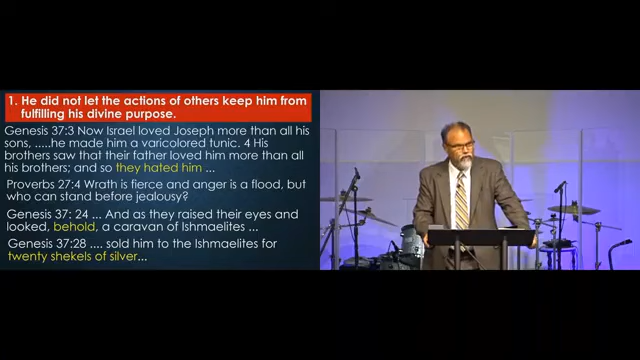 1. He did not let the actions of others keep him from
fulfilling his divine purpose.
Genesis 37:3 Now Israel loved Joseph more than all his
sons, .....he made him a varicolored tunic. 4 His
brothers saw that their father loved him more than all
his brothers; and so they hated him ...
Proverbs 27:4 Wrath is fierce and anger is a flood, but
who can stand before jealousy?
Genesis 37: 24 ... And as they raised their eyes and
looked, behold, a caravan of Ishmaelites ...
Genesis 37:28 .... sold him to the Ishmaelites for
twenty shekels of silver...